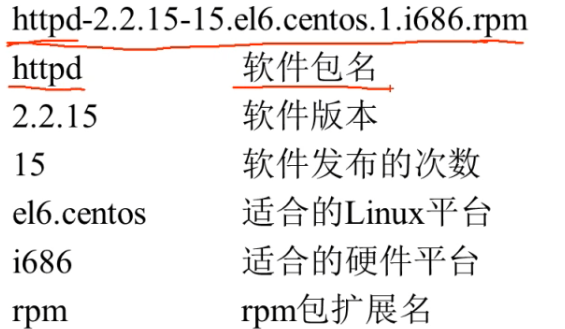 httpd-2.2.15-15.el6.centos.1.i686.rpm
httpd 软件包名
2.2.15 软件版本
15 软件发布的次数
el6.centos 适合的Linux平台
i686 适合的硬件平台
rpm rpm包扩展名